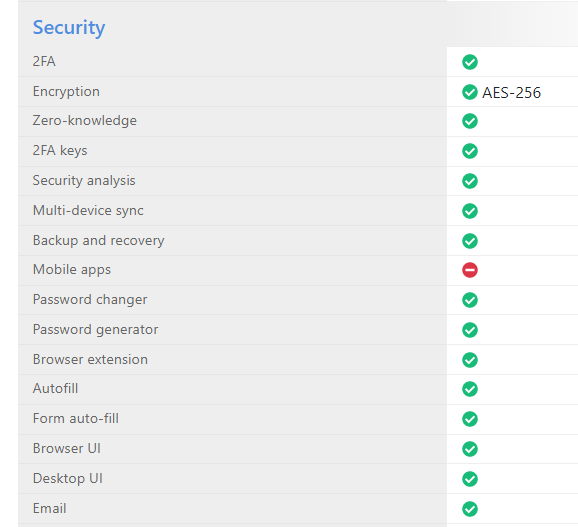 Security
2FA
Encryption AES-256
Zero-knowledge
2FA keys
Security analysis
Multi-device sync
Backup and recovery
Mobile apps
Password changer
Password generator
Browser extension
Autofill
Form auto-fill
Browser UI
Desktop UI
Email